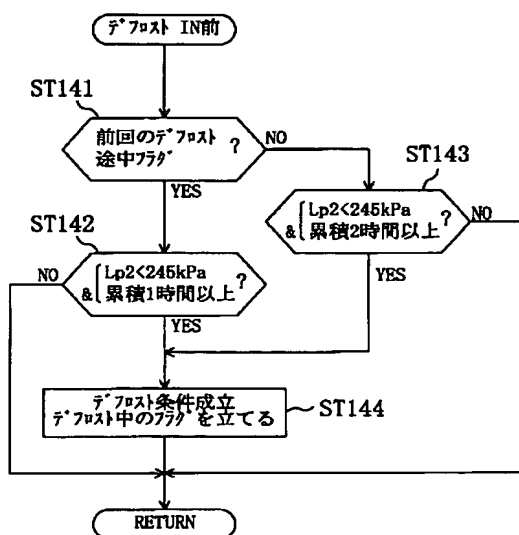 ﾃﾞﾌﾛｽﾄ IN前
ST141
前回のﾃﾞﾌﾛｽﾄ
途中ﾌﾗｸﾞ ?
NO
YES
ST143
Lp2<245kPa
& { 累積2時間以上 ?
NO
YES
ST142
NO
Lp2<245kPa
& { 累積1時間以上 ?
YES
ﾃﾞﾌﾛｽﾄ条件成立
ﾃﾞﾌﾛｽﾄ中のﾌﾗｸﾞを立てる
ST144
RETURN